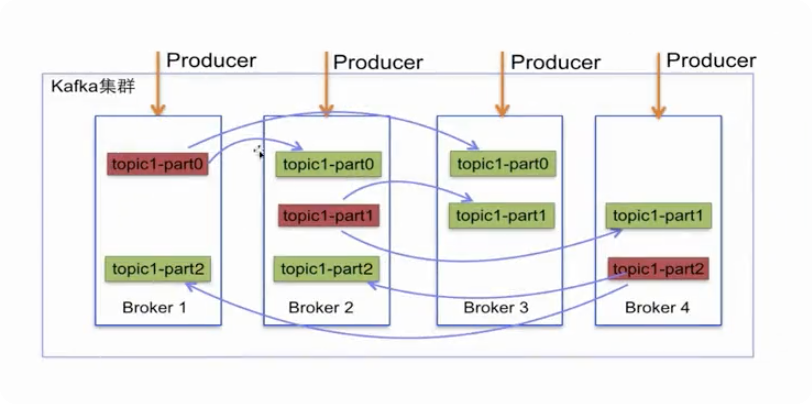 Producer
Producer
Producer
Producer
Kafka集群
topic1-part0
topic1-part0
topic1-part0
topic1-part1
topic1-part1
topic1-part1
topic1-part2
topic1-part2
topic1-part2
Broker 1
Broker 2
Broker 3
Broker 4